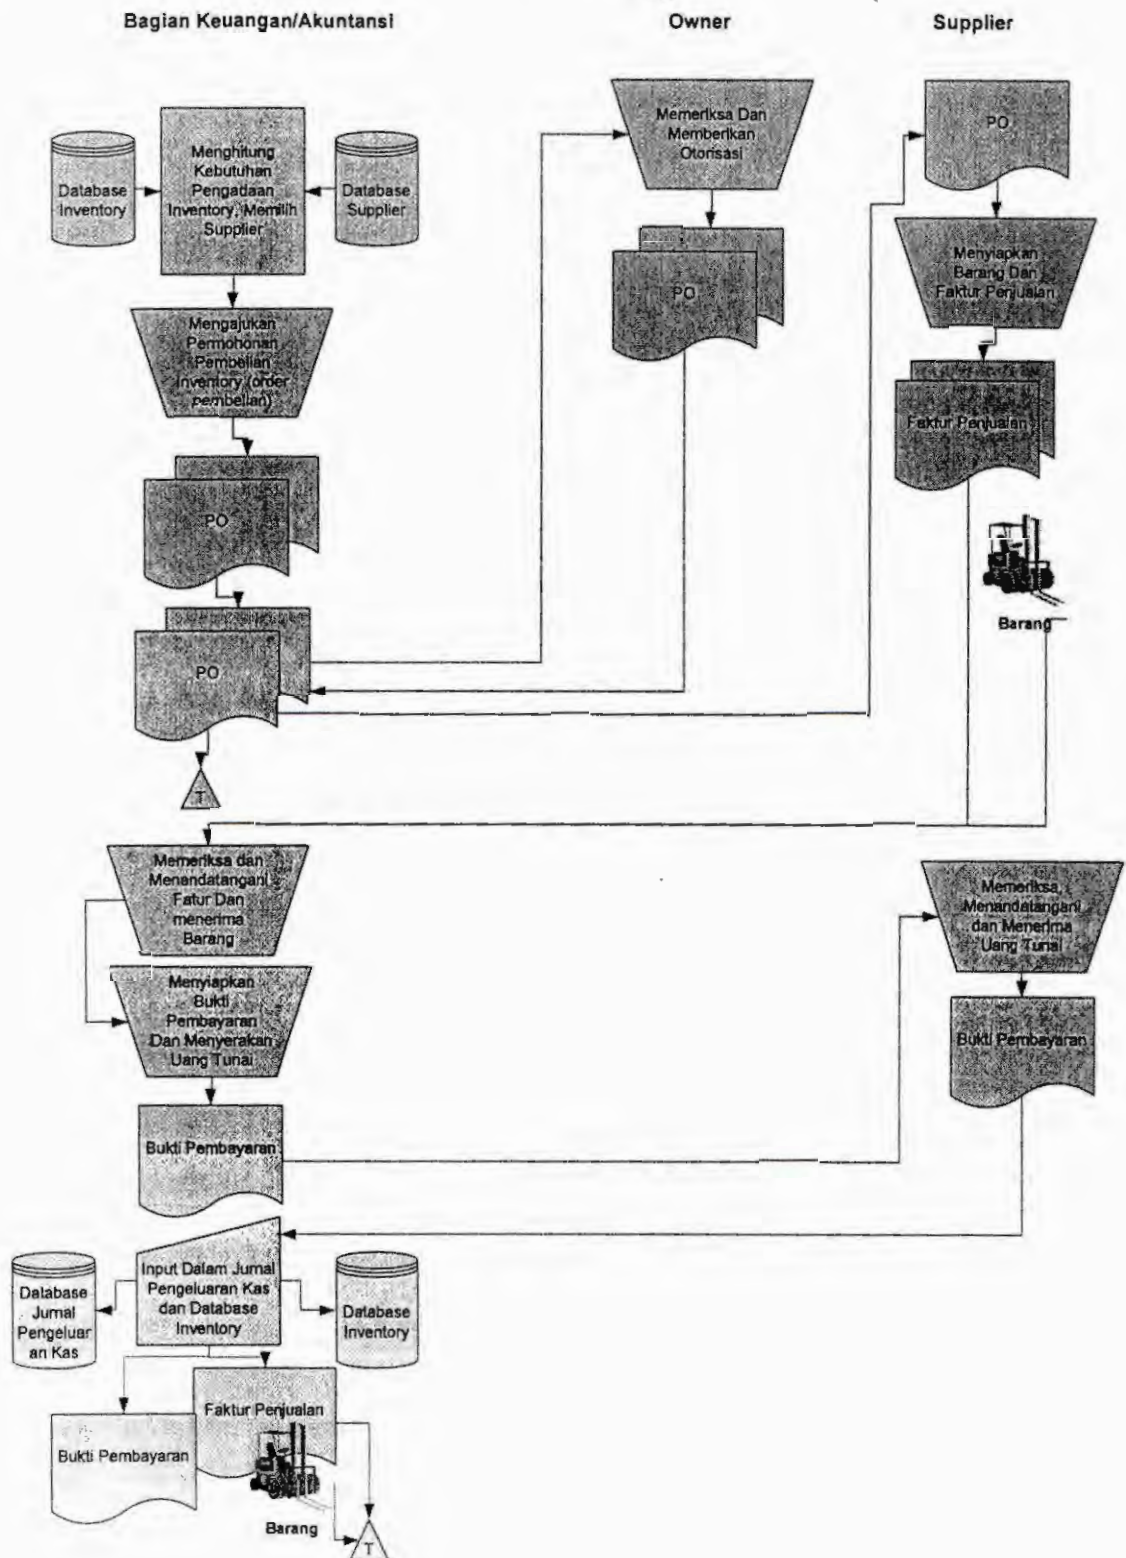 Bagian Keuangan/Akuntansi
Owner
Supplier
Database
Inventory
Menghitung
Kebutuhan
Pengadaan
Inventory, Memilih
Supplier
Database
Supplier
Memeriksa Dan
Memberikan
Otorisasi
PO
PO
Menyiapkan
Barang Dan
Faktur Penjualan
Mengajukan
Permohonan
Pembelian
Inventory (order
pembelian)
Faktur Penjualan
PO
Barang
PO
T
Memeriksa dan
Menandatangani
Fatur Dan
menerima
Barang
Memeriksa,
Menandatangani
dan Menerima
Uang Tunai
Menyiapkan
Bukti
Pembayaran
Dan Menyerakan
Uang Tunai
Bukti Pembayaran
Bukti Pembayaran
Database
Jurnal
Pengeluar
an Kas
Input Dalam Jurnal
Pengeluaran Kas
dan Database
Inventory
Database
Inventory
Faktur Penjualan
Bukti Pembayaran
Barang
T